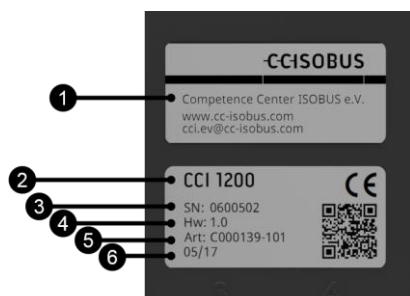 CCISOBUS
1
Competence Center ISOBUS e.V.
www.cc-isobus.com
cci.ev@cc-isobus.com
2
CCI 1200
CE
3
SN: 0600502
4
Hw: 1.0
5
Art: C000139-101
6
05/17